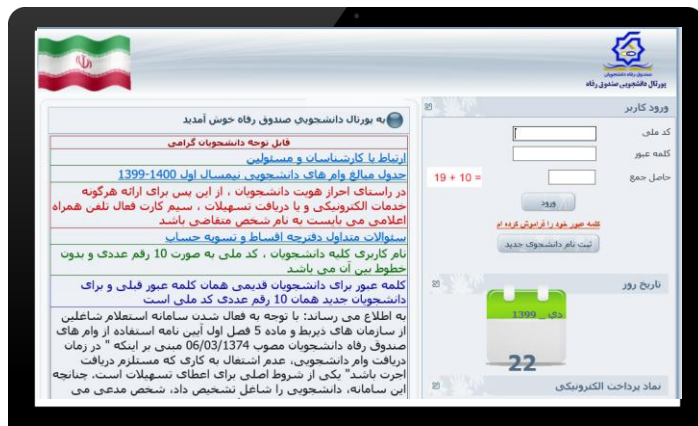 صندوق رفاه دانشجویان
پورتال دانشجویی صندوق رفاه
ورود کاربر
کد ملی
کلمه عبور
حاصل جمع
19 + 10 =
ورود
کلمه عبور خود را فراموش کرده ام
ثبت نام دانشجوی جدید
تاریخ روز
دي _ 1399
22
نماد پرداخت الکترونیکی
به پورتال دانشجويي صندوق رفاه خوش آمديد
قابل توجه دانشجویان گرامی
ارتباط با کارشناسان و مسئولین
جدول مبالغ وام های دانشجویی نیمسال اول 1400-1399
در راستای احراز هویت دانشجویان ، از این پس برای ارائه هرگونه
خدمات الکترونیکی و یا دریافت تسهیلات ، سیم کارت فعال تلفن همراه
اعلامی می بایست به نام شخص متقاضی باشد
سئوالات متداول دفترچه اقساط و تسویه حساب
نام کاربری کلیه دانشجویان ، کد ملی به صورت 10 رقم عددی و بدون
خطوط بین آن می باشد
کلمه عبور برای دانشجویان قدیمی همان کلمه عبور قبلی و برای
دانشجویان جدید همان 10 رقم عددی کد ملی است
به اطلاع می رساند: با توجه به فعال شدن سامانه استعلام شاغلین
از سازمان های ذیربط و ماده 5 فصل اول آیین نامه استفاده از وام های
صندوق رفاه دانشجویان مصوب 06/03/1374 مبنی بر اینکه " در زمان
دریافت وام دانشجویی، عدم اشتغال به کاری که مستلزم دریافت
اجرت باشد" یکی از شروط اصلی برای اعطای تسهیلات است. چنانچه
این سامانه، دانشجویی را شاغل تشخیص داد، شخص مدعی می